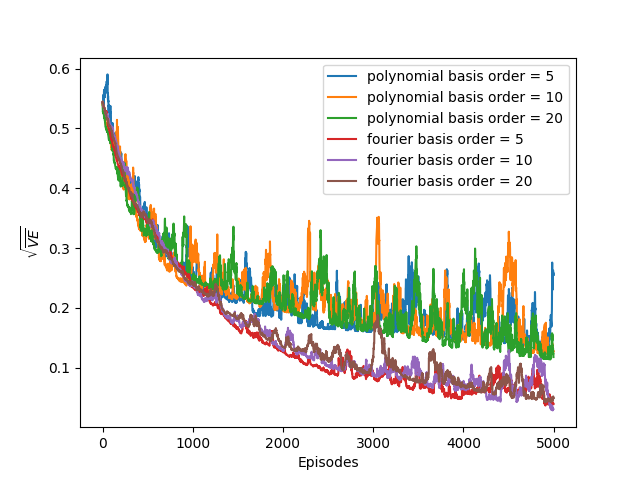 0.6
0.5
0.4
0.3
0.2
0.1
√VE
polynomial basis order = 5
polynomial basis order = 10
polynomial basis order = 20
fourier basis order = 5
fourier basis order = 10
fourier basis order = 20
0 1000 2000 3000 4000 5000
Episodes